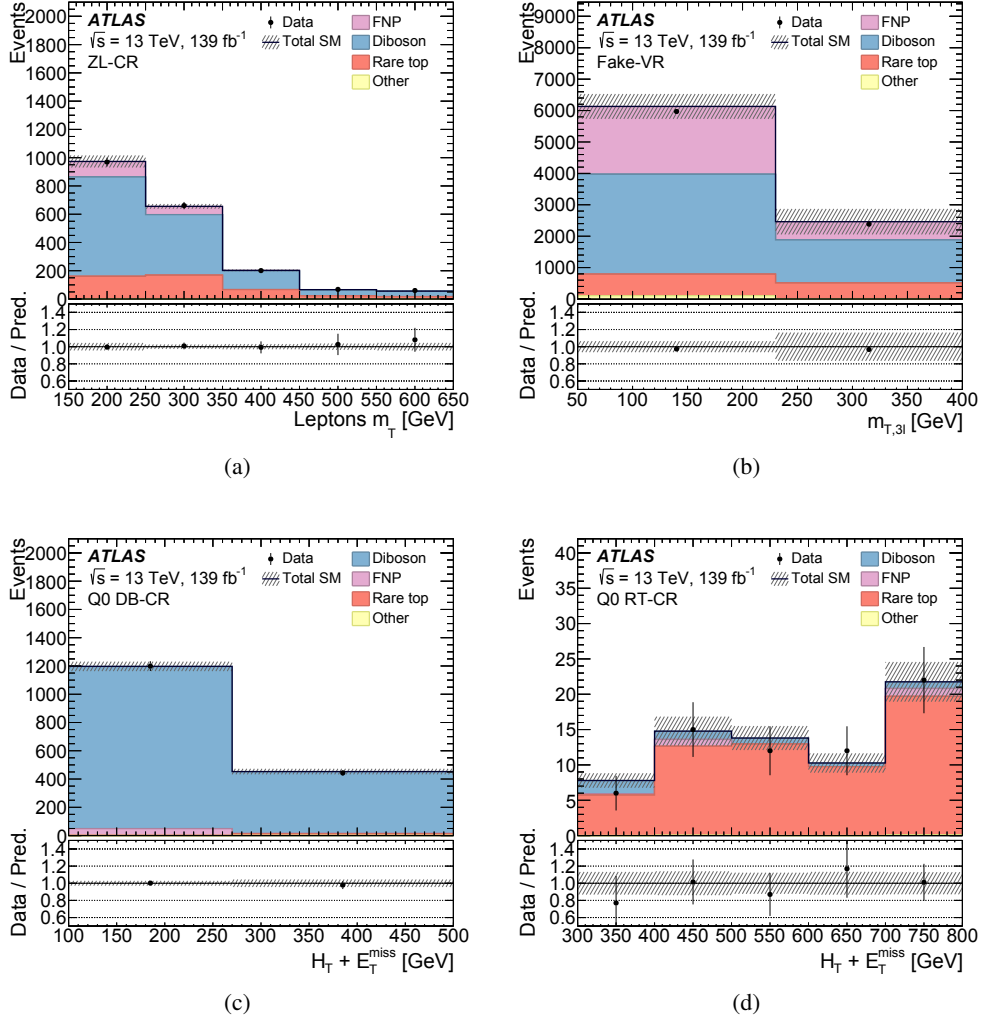 Events
2000
1800
1600
1400
1200
1000
800
600
400
200
0
ATLAS
√s = 13 TeV, 139 fb⁻¹
ZL-CR
Data
Total SM
FNP
Diboson
Rare top
Other
Data / Pred.
1.4
1.2
1.0
0.8
0.6
150 200 250 300 350 400 450 500 550 600 650
Leptons m_T [GeV]
(a)
Events
9000
8000
7000
6000
5000
4000
3000
2000
1000
0
ATLAS
√s = 13 TeV, 139 fb⁻¹
Fake-VR
Data
Total SM
FNP
Diboson
Rare top
Other
Data / Pred.
1.4
1.2
1.0
0.8
0.6
50 100 150 200 250 300 350 400
m_T,3l [GeV]
(b)
Events
2000
1800
1600
1400
1200
1000
800
600
400
200
0
ATLAS
√s = 13 TeV, 139 fb⁻¹
Q0 DB-CR
Data
Total SM
Diboson
FNP
Rare top
Other
Data / Pred.
1.4
1.2
1.0
0.8
0.6
100 150 200 250 300 350 400 450 500
H_T + E_T^miss [GeV]
(c)
Events
40
35
30
25
20
15
10
5
0
ATLAS
√s = 13 TeV, 139 fb⁻¹
Q0 RT-CR
Data
Total SM
Diboson
FNP
Rare top
Other
Data / Pred.
1.4
1.2
1.0
0.8
0.6
300 350 400 450 500 550 600 650 700 750 800
H_T + E_T^miss [GeV]
(d)